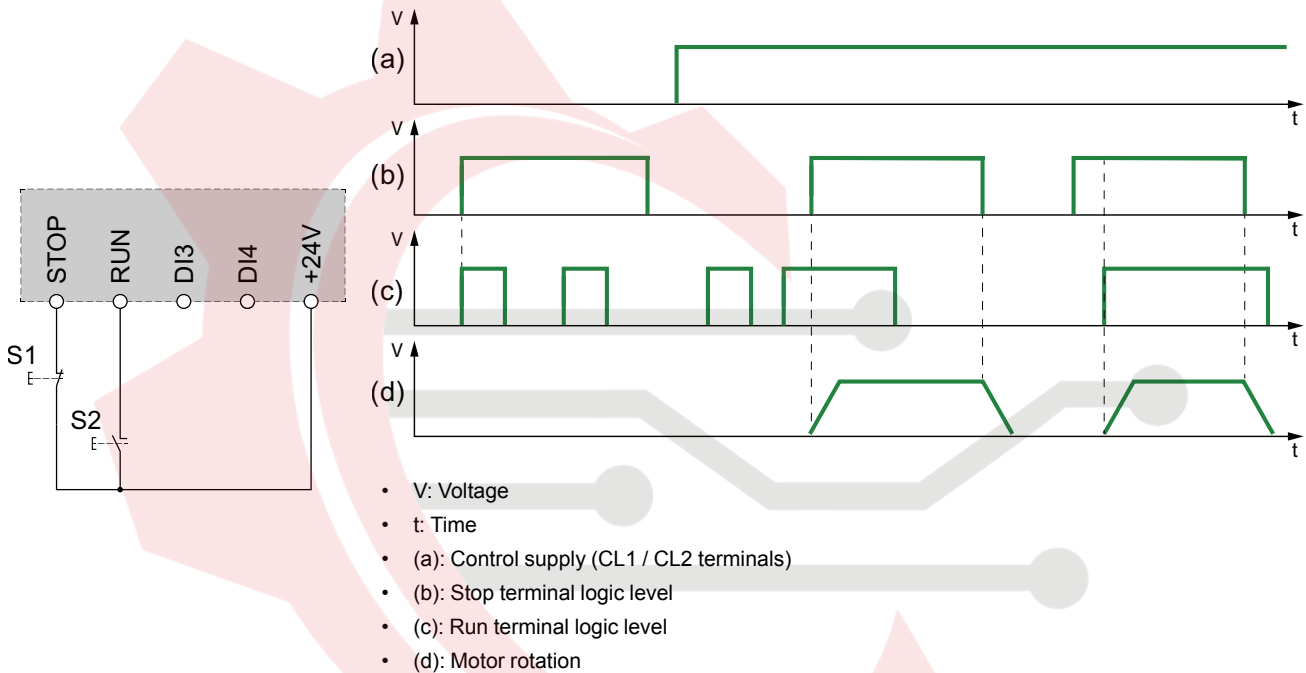 V
(a)
t
V
(b)
t
V
(c)
t
V
(d)
t
STOP
RUN
DI3
DI4
+24V
S1
S2
• V: Voltage
• t: Time
• (a): Control supply (CL1 / CL2 terminals)
• (b): Stop terminal logic level
• (c): Run terminal logic level
• (d): Motor rotation